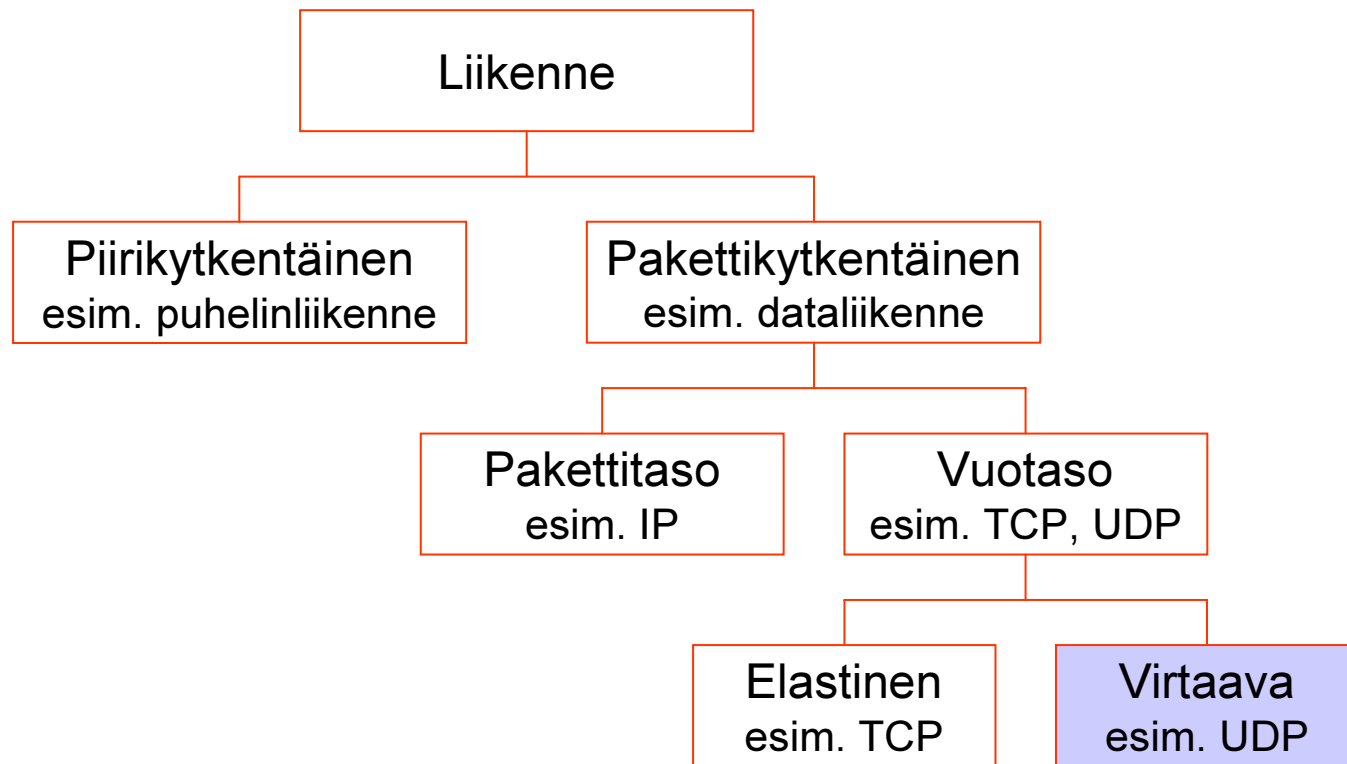 Liikenne
Piirikytkentäinen
esim. puhelinliikenne
Pakettikytkentäinen
esim. dataliikenne
Pakettitaso
esim. IP
Vuotaso
esim. TCP, UDP
Elastinen
esim. TCP
Virtaava
esim. UDP